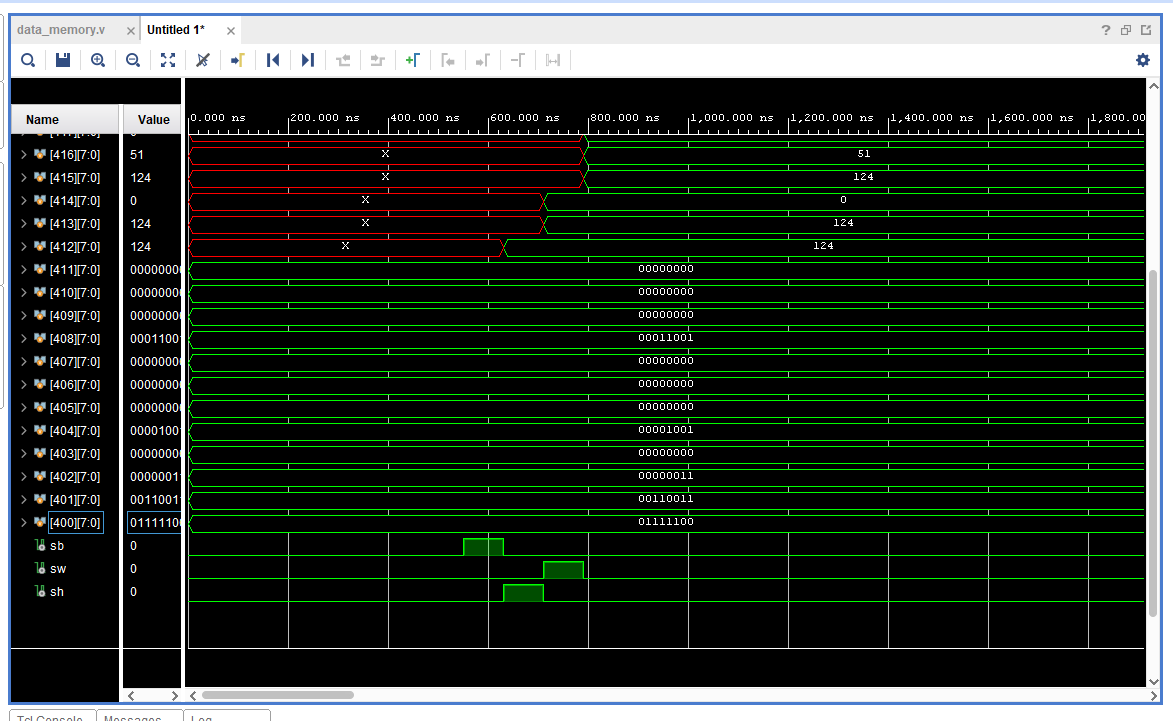 data_memory.v × Untitled 1* ×
?
Name Value 0.000 ns 200.000 ns 400.000 ns 600.000 ns 800.000 ns 1,000.000 ns 1,200.000 ns 1,400.000 ns 1,600.000 ns 1,800.00
[416][7:0] 51 X 51
[415][7:0] 124 X 124
[414][7:0] 0 X 0
[413][7:0] 124 X 124
[412][7:0] 124 X 124
[411][7:0] 0000000 00000000
[410][7:0] 0000000 00000000
[409][7:0] 0000000 00000000
[408][7:0] 0001100 00011001
[407][7:0] 0000000 00000000
[406][7:0] 0000000 00000000
[405][7:0] 0000000 00000000
[404][7:0] 0000100 00001001
[403][7:0] 0000000 00000000
[402][7:0] 0000001 00000011
[401][7:0] 0011001 00110011
[400][7:0] 0111110 01111100
sb 0
sw 0
sh 0
Tcl Console Messages Log